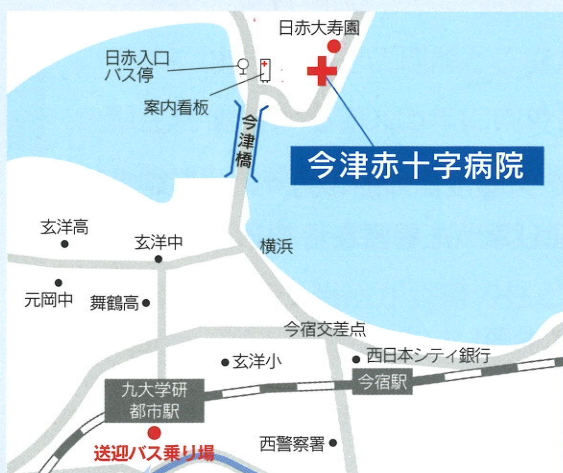 日赤大寿園
日赤入口
バス停
案内看板
今津橋
今津赤十字病院
玄洋高
玄洋中
横浜
元岡中
舞鶴高
今宿交差点
玄洋小
西日本シティ銀行
今宿駅
九大学研
都市駅
送迎バス乗り場
西警察署